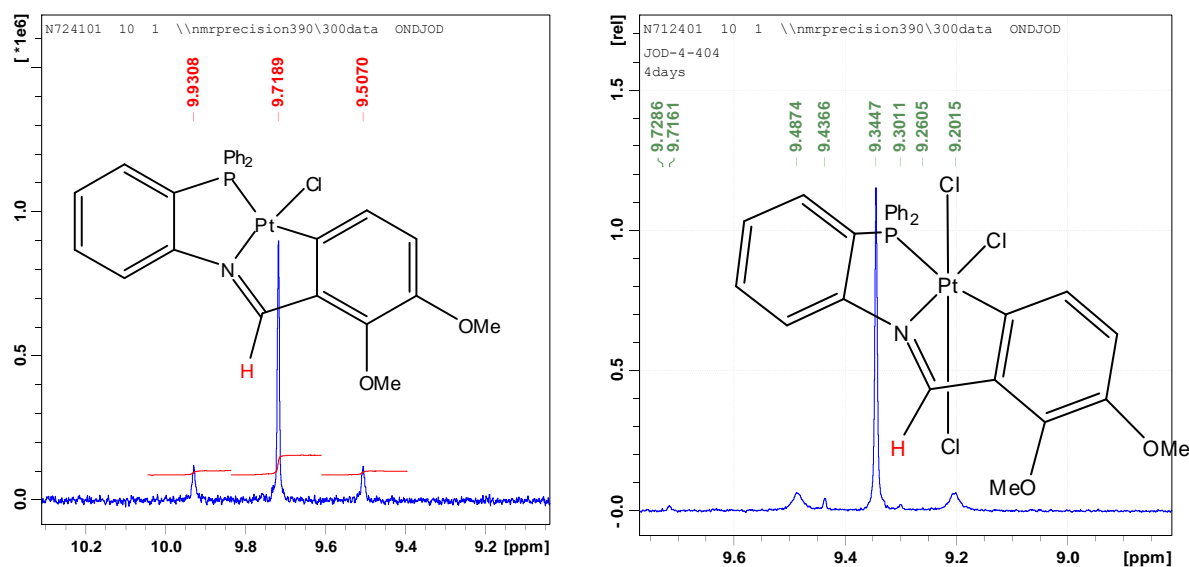 N724101 10 1 \\nmrprecision390\300data ONDJOD
[ *1e6]
9.9308
9.7189
9.5070
Ph2
P
Cl
Pt
N
H
OMe
OMe
1.0
0.5
0.0
10.2 10.0 9.8 9.6 9.4 9.2 [ppm]
N712401 10 1 \\nmrprecision390\300data ONDJOD
JOD-4-404
4days
[rel]
9.7286
9.7161
9.4874
9.4366
9.3447
9.3011
9.2605
9.2015
Cl
Ph2
P
Cl
Pt
N
H
Cl
MeO
OMe
1.5
1.0
0.5
- 0.0
9.6 9.4 9.2 9.0 [ppm]